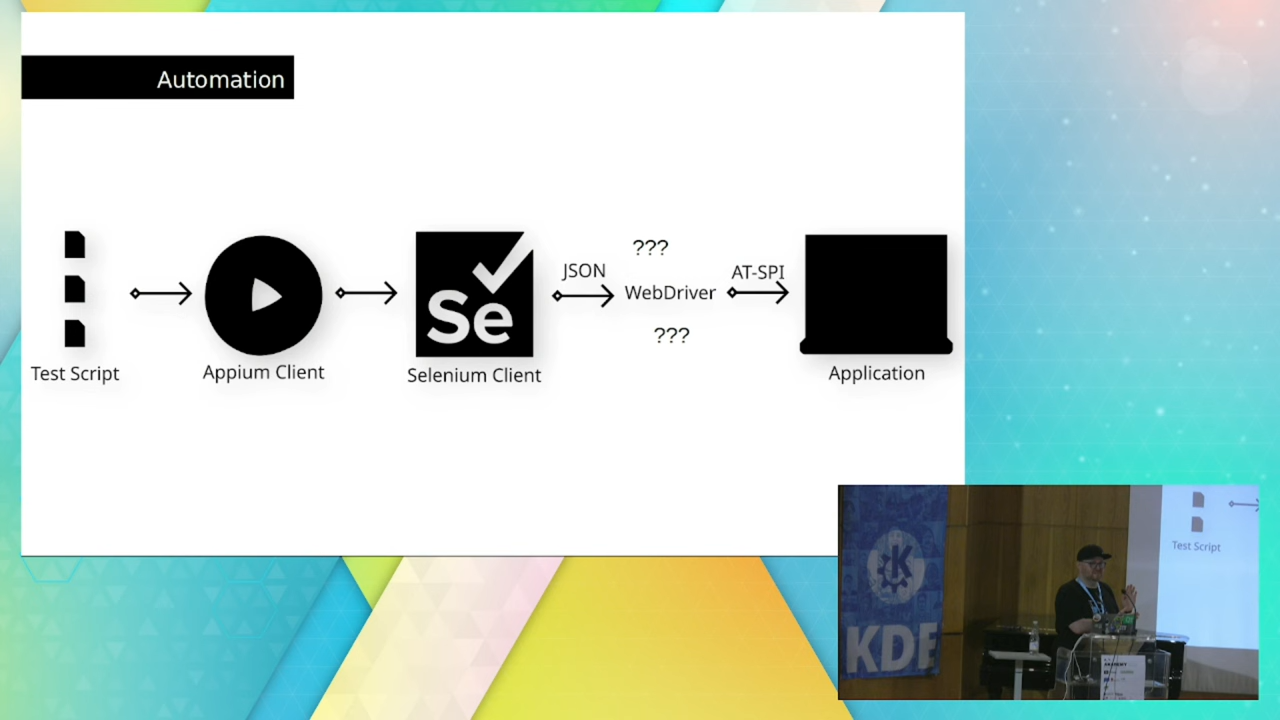 Automation
Test Script
Appium Client
Se
Selenium Client
JSON
???
WebDriver
???
AT-SPI
Application
K
KDE
Test Script